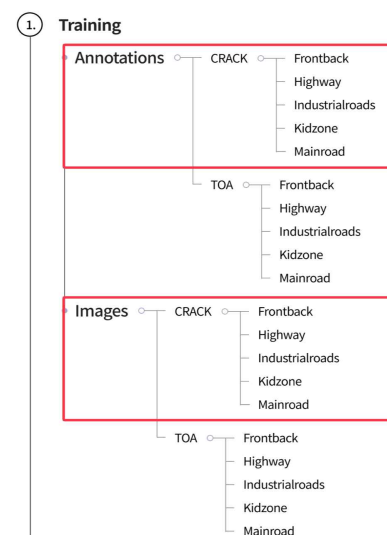 1. Training
Annotations CRACK Frontback
Highway
Industrialroads
Kidzone
Mainroad
TOA Frontback
Highway
Industrialroads
Kidzone
Mainroad
Images CRACK Frontback
Highway
Industrialroads
Kidzone
Mainroad
TOA Frontback
Highway
Industrialroads
Kidzone
Mainroad